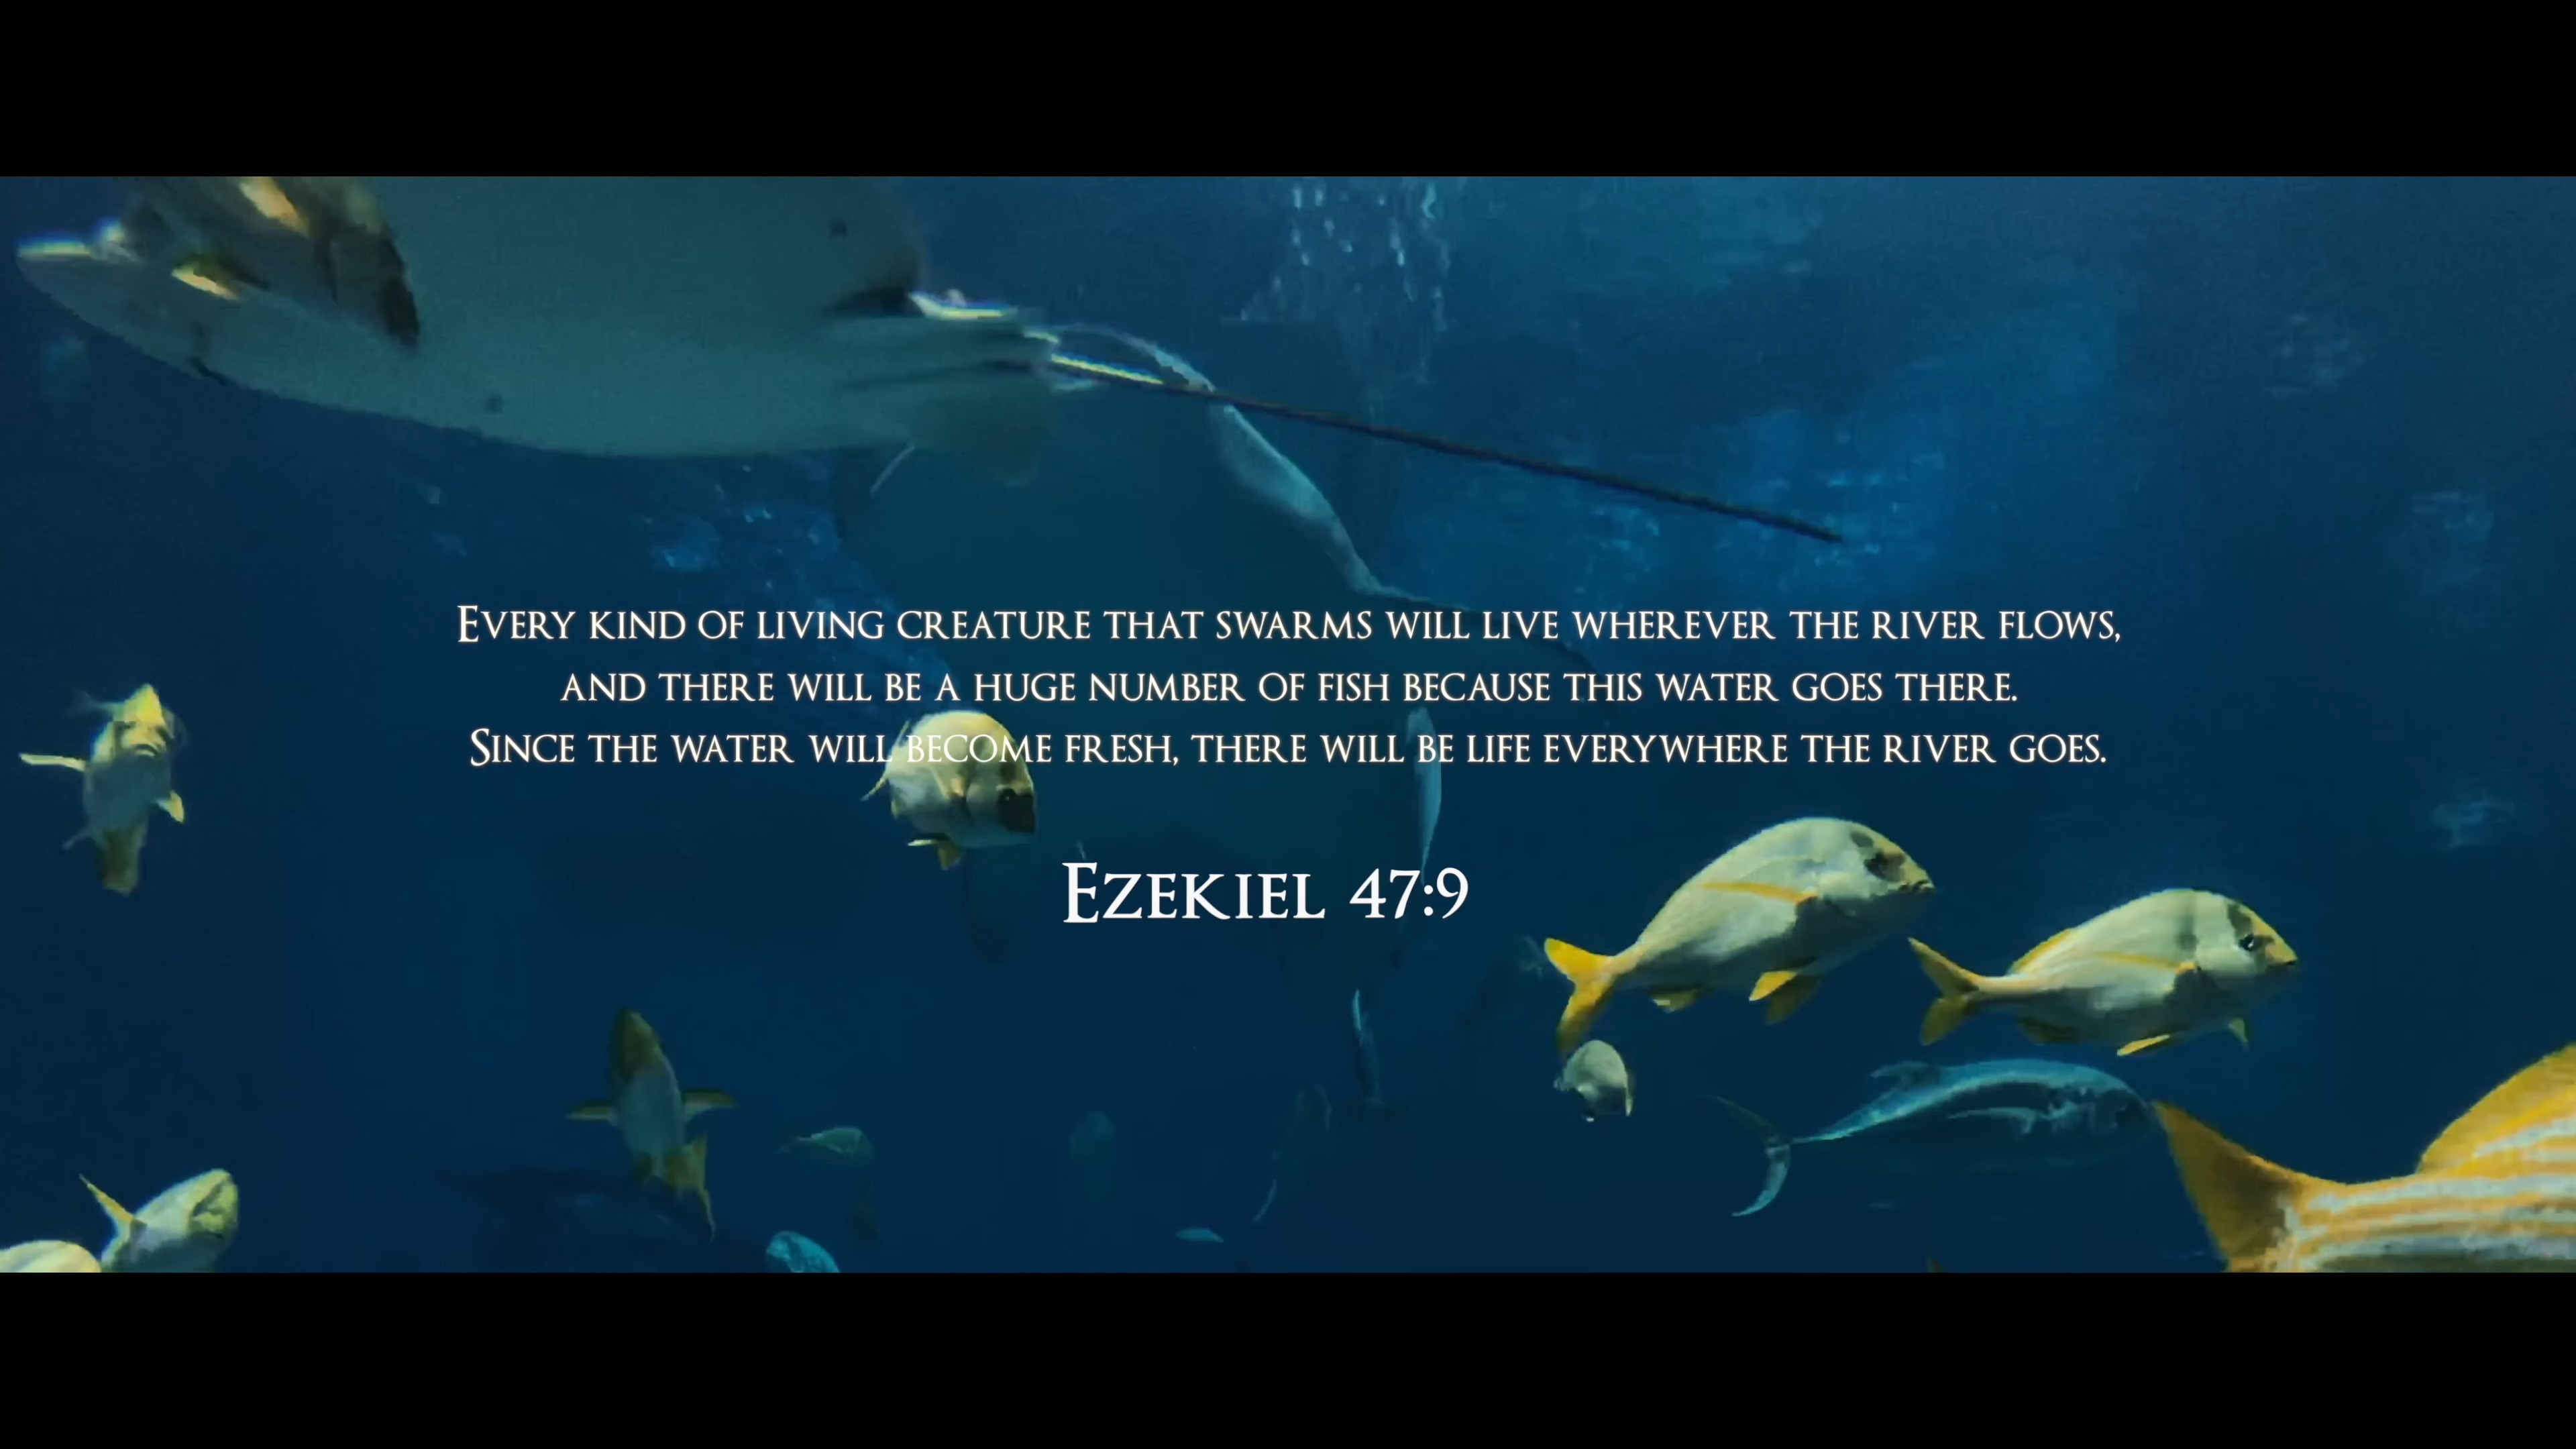 Every kind of living creature that swarms will live wherever the river flows,
and there will be a huge number of fish because this water goes there.
Since the water will become fresh, there will be life everywhere the river goes.
Ezekiel 47:9